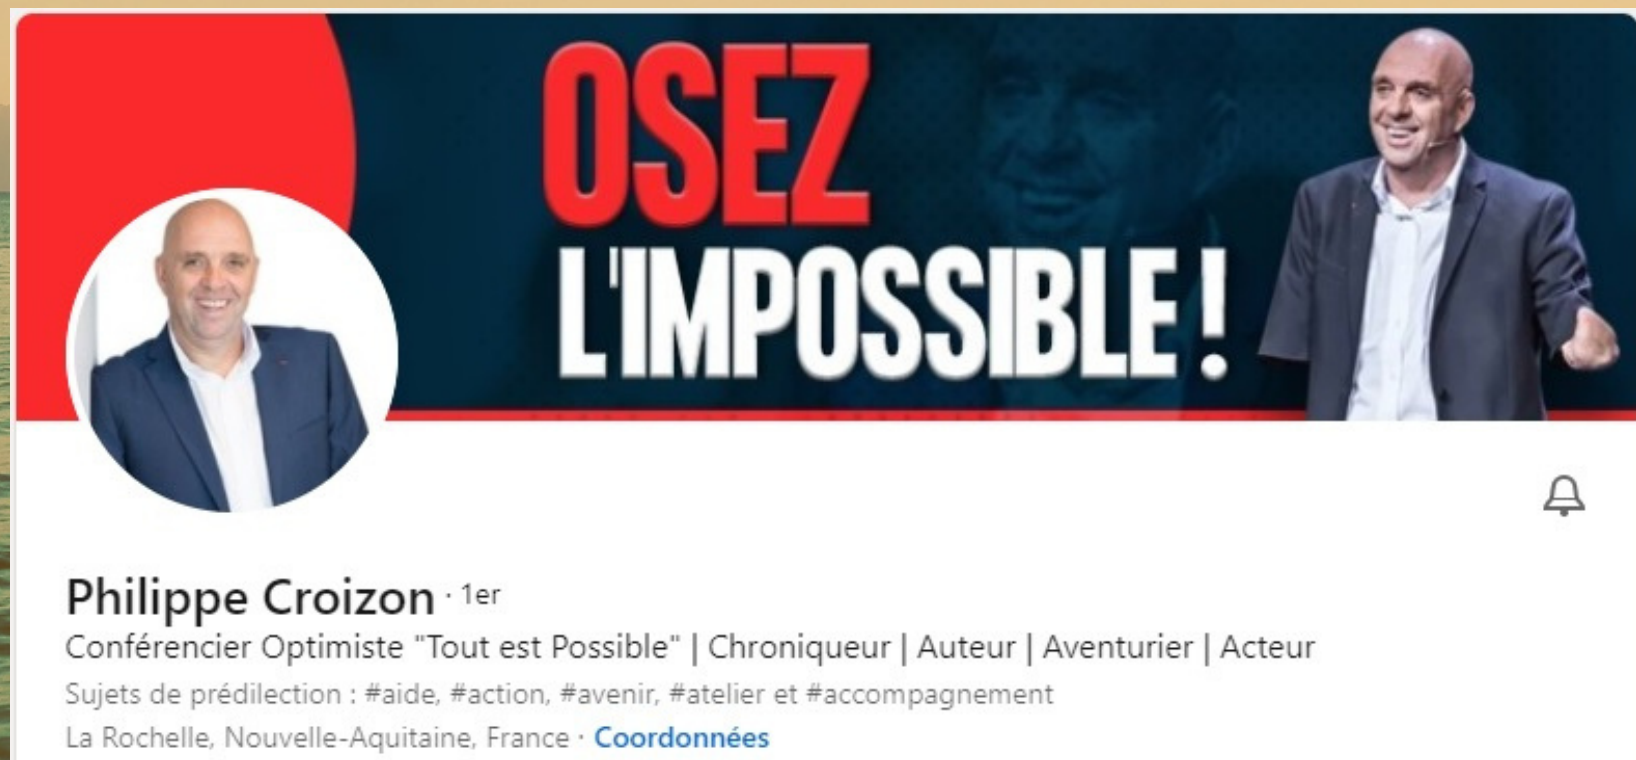 OSEZ
L'IMPOSSIBLE !
Philippe Croizon · 1er
Conférencier Optimiste "Tout est Possible" | Chroniqueur | Auteur | Aventurier | Acteur
Sujets de prédilection : #aide, #action, #avenir, #atelier et #accompagnement
La Rochelle, Nouvelle-Aquitaine, France · Coordonnées